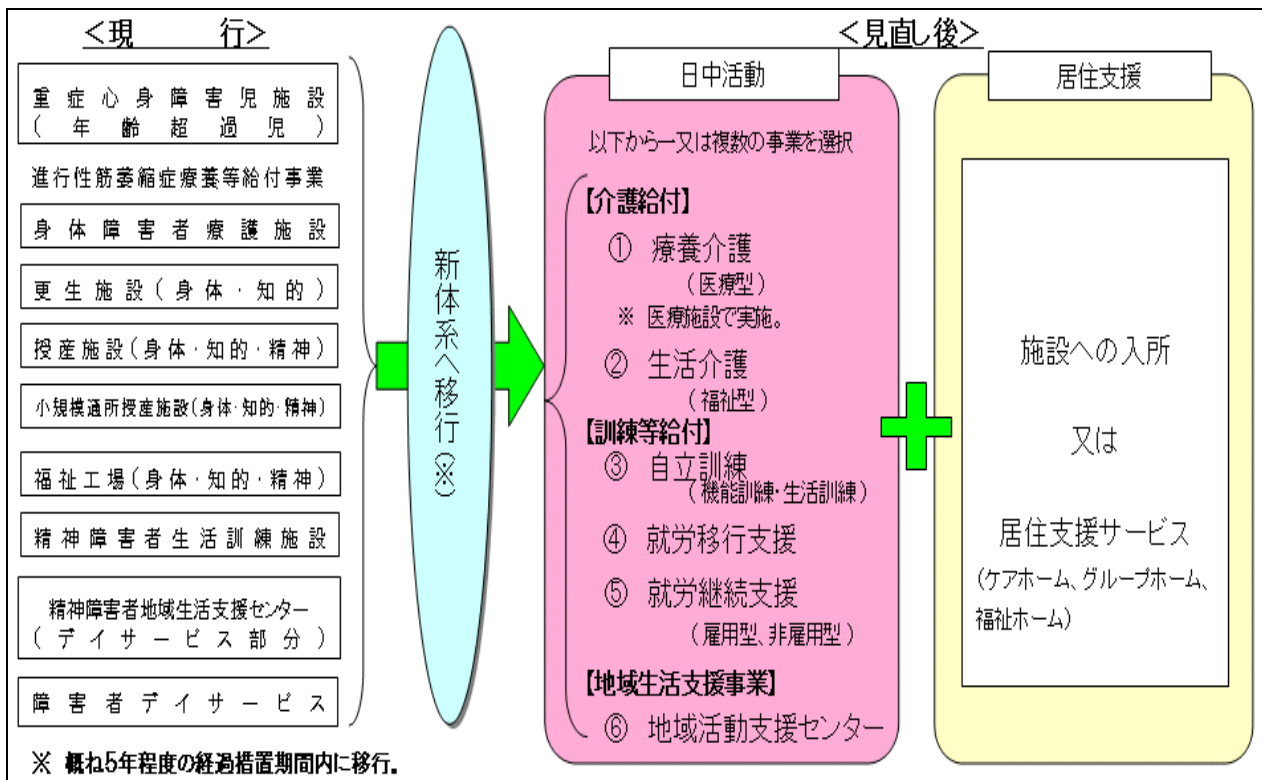 <現　　　行>
重症心身障害児施設
(年齢超過児)
進行性筋萎縮症療養等給付事業
身体障害者療護施設
更生施設(身体・知的)
授産施設(身体・知的・精神)
小規模通所授産施設(身体・知的・精神)
福祉工場(身体・知的・精神)
精神障害者生活訓練施設
精神障害者地域生活支援センター
(デイサービス部分)
障害者デイサービス
※ 概ね5年程度の経過措置期間内に移行。
新体系へ移行(※)
<見直し後>
日中活動
以下から一又は複数の事業を選択
【介護給付】
① 療養介護
(医療型)
※ 医療施設で実施。
② 生活介護
(福祉型)
【訓練等給付】
③ 自立訓練
(機能訓練・生活訓練)
④ 就労移行支援
⑤ 就労継続支援
(雇用型、非雇用型)
【地域生活支援事業】
⑥ 地域活動支援センター
居住支援
施設への入所
又は
居住支援サービス
(ケアホーム、グループホーム、
福祉ホーム)